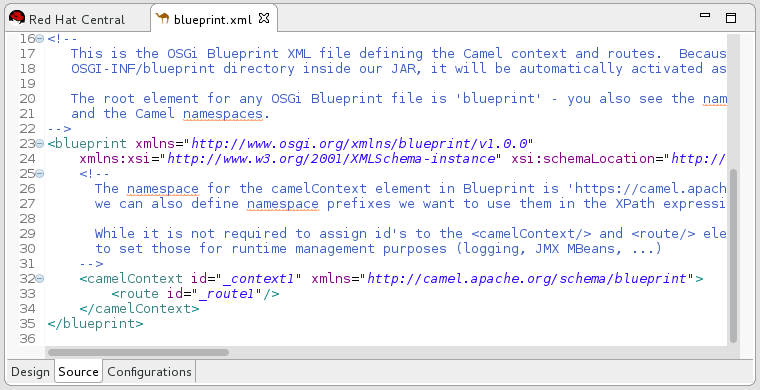 Red Hat Central blueprint.xml
16 <!--
17 This is the OSGi Blueprint XML file defining the Camel context and routes. Becaus
18 OSGI-INF/blueprint directory inside our JAR, it will be automatically activated as
19
20 The root element for any OSGi Blueprint file is 'blueprint' - you also see the nam
21 and the Camel namespaces.
22 -->
23 <blueprint xmlns="http://www.osgi.org/xmlns/blueprint/v1.0.0"
24 xmlns:xsi="http://www.w3.org/2001/XMLSchema-instance" xsi:schemaLocation="http://
25 <!--
26 The namespace for the camelContext element in Blueprint is 'https://camel.apach
27 we can also define namespace prefixes we want to use them in the XPath expressi
28
29 While it is not required to assign id's to the <camelContext/> and <route/> ele
30 to set those for runtime management purposes (logging, JMX MBeans, ...)
31 -->
32 <camelContext id="_context1" xmlns="http://camel.apache.org/schema/blueprint">
33 <route id="_route1"/>
34 </camelContext>
35 </blueprint>
36
Design Source Configurations